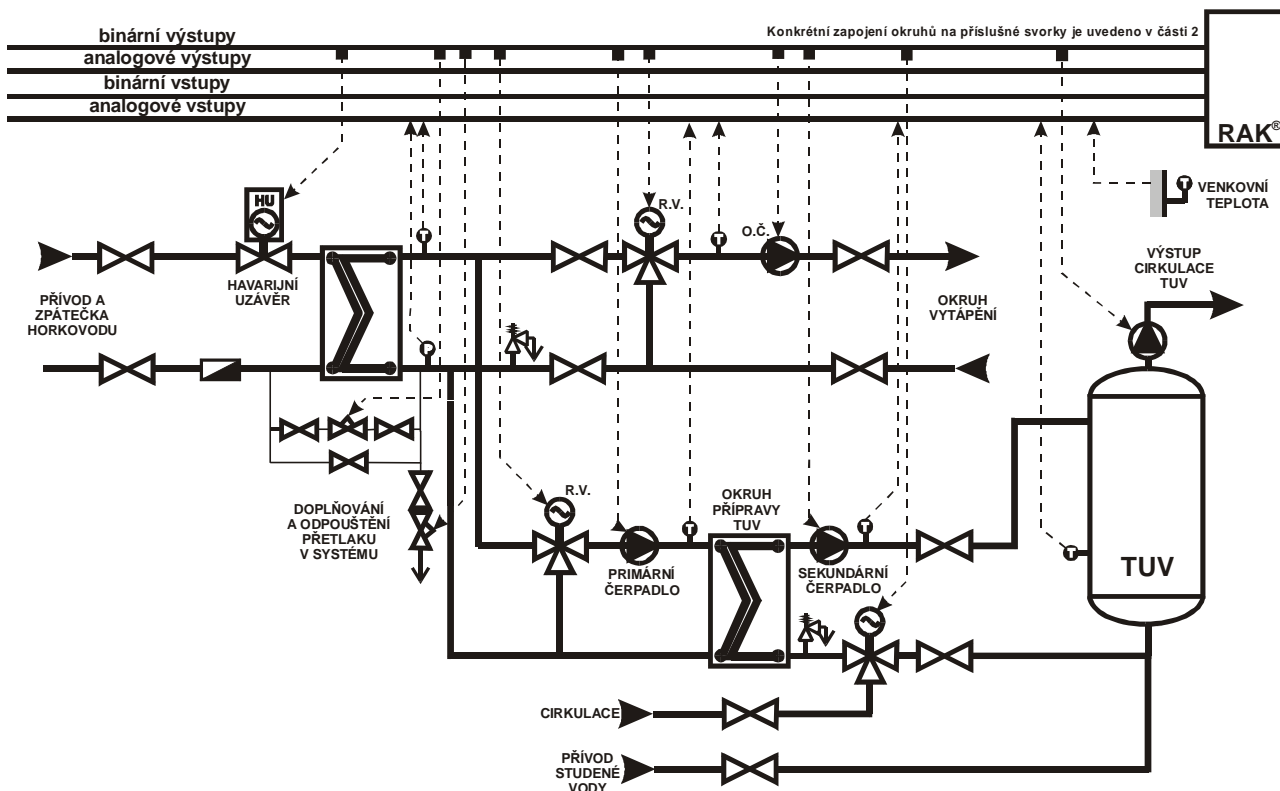 binární výstupy
Konkrétní zapojení okruhů na příslušné svorky je uvedeno v části 2
analogové výstupy
binární vstupy
analogové vstupy
RAK®
HU
T
VENKOVNÍ
TEPLOTA
R.V.
O.Č.
T
T
HAVARIJNÍ
UZÁVĚR
VÝSTUP
CIRKULACE
TUV
PŘÍVOD A
ZPÁTEČKA
HORKOVODU
OKRUH
VYTÁPĚNÍ
P
R.V.
OKRUH
PŘÍPRAVY
TUV
DOPLŇOVÁNÍ
A ODPOUŠTĚNÍ
PŘETLAKU
V SYSTÉMU
T
T
T
TUV
PRIMÁRNÍ
ČERPADLO
SEKUNDÁRNÍ
ČERPADLO
CIRKULACE
PŘÍVOD
STUDENÉ
VODY